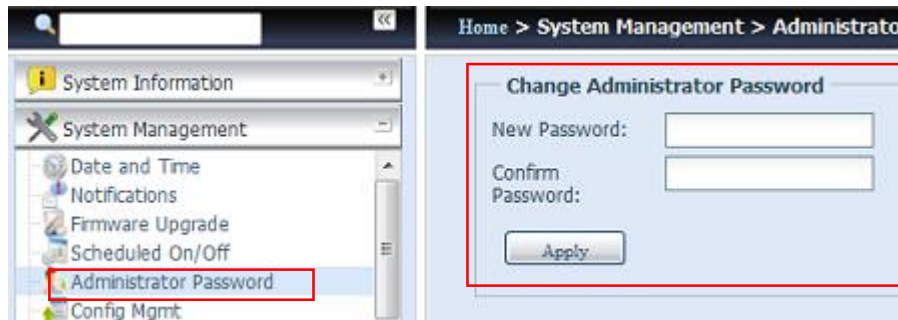 Home > System Management > Administrato
System Information
System Management
Date and Time
Notifications
Firmware Upgrade
Scheduled On/Off
Administrator Password
Config Mgmt
Change Administrator Password
New Password:
Confirm
Password:
Apply